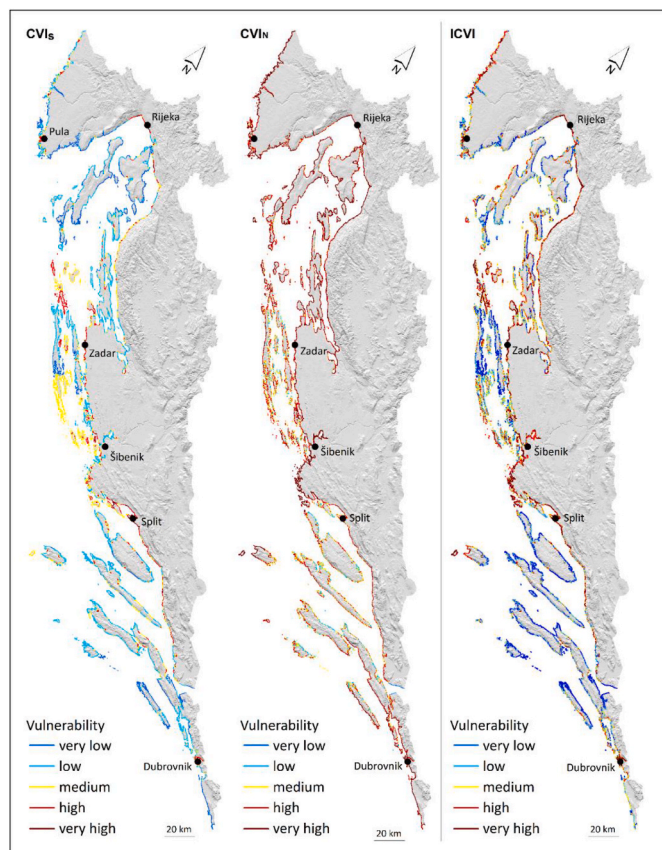 CVIs
N
Rijeka
Pula
Zadar
Šibenik
Split
Vulnerability
very low
low
medium
high
very high
Dubrovnik
20 km
CVIN
N
Rijeka
Zadar
Šibenik
Split
Vulnerability
very low
low
medium
high
very high
Dubrovnik
20 km
ICVI
N
Rijeka
Zadar
Šibenik
Split
Vulnerability
very low
low
medium
high
very high
Dubrovnik
20 km